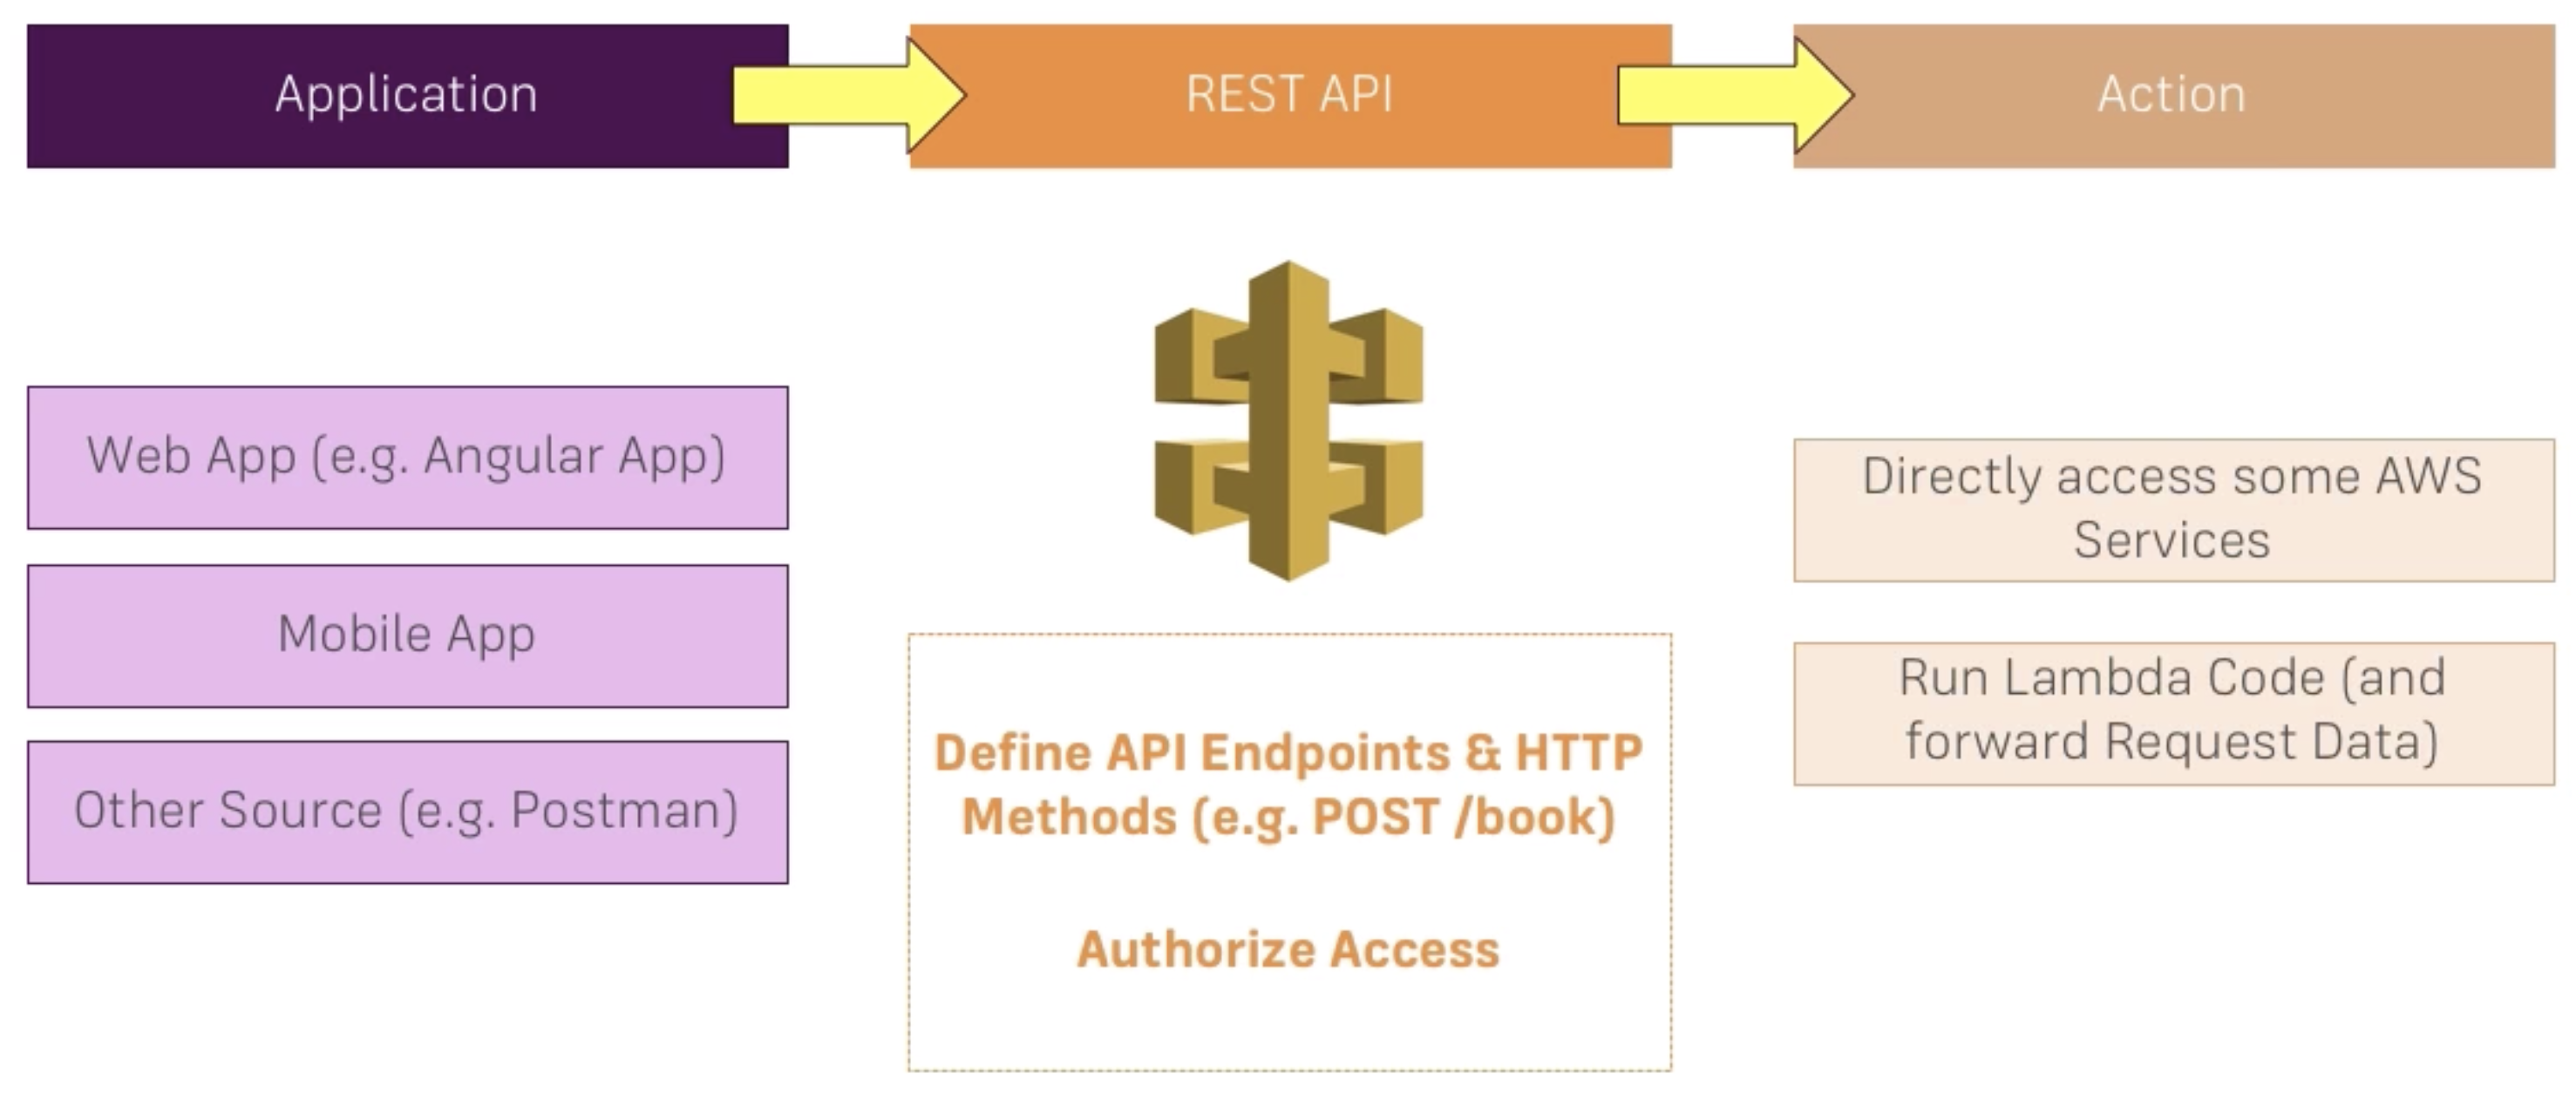 Application
REST API
Action
Web App (e.g. Angular App)
Mobile App
Other Source (e.g. Postman)
Define API Endpoints & HTTP
Methods (e.g. POST /book)
Authorize Access
Directly access some AWS
Services
Run Lambda Code (and
forward Request Data)